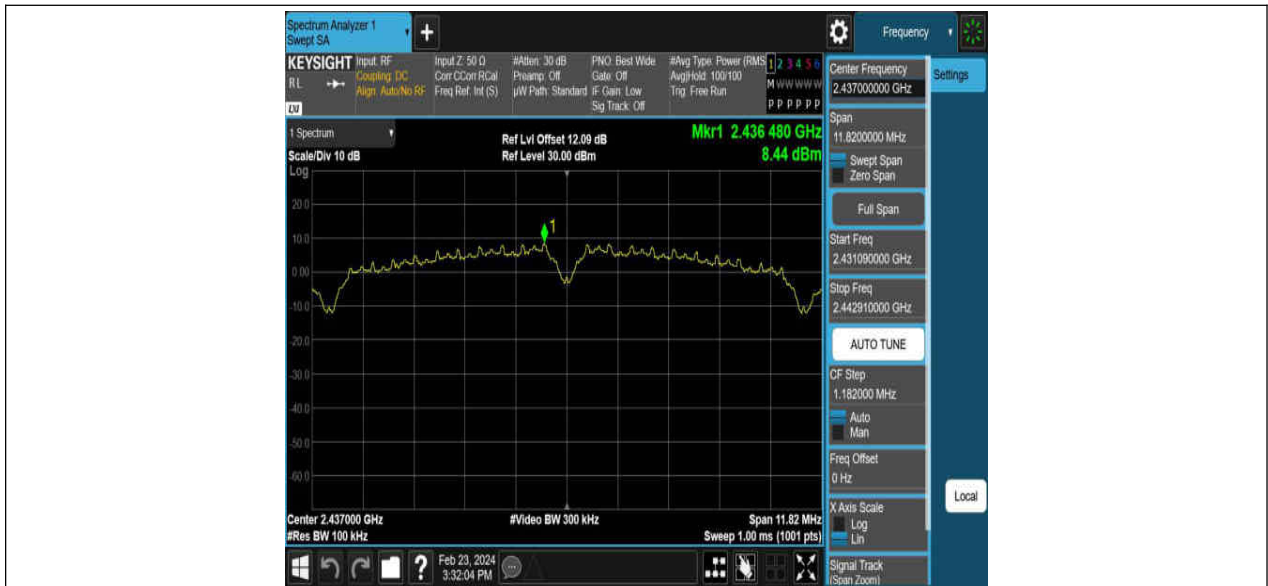 Spectrum Analyzer 1
Swept SA
+
Frequency
KEYSIGHT
RL
LXI
Input: RF
Coupling: DC
Align: Auto/No RF
Input Z: 50 Ω
Corr CCorr RCal
Freq Ref: Int (S)
#Atten: 30 dB
Preamp: Off
µW Path: Standard
PNO: Best Wide
Gate: Off
IF Gain: Low
Sig Track: Off
#Avg Type: Power (RMS
Avg|Hold: 100/100
Trig: Free Run
1 2 3 4 5 6
M W W W W W
P P P P P P
1 Spectrum
Scale/Div 10 dB
Log
Ref Lvl Offset 12.09 dB
Ref Level 30.00 dBm
Mkr1 2.436 480 GHz
8.44 dBm
20.0
10.0
0.00
-10.0
-20.0
-30.0
-40.0
-50.0
-60.0
1
Center 2.437000 GHz
#Res BW 100 kHz
#Video BW 300 kHz
Span 11.82 MHz
Sweep 1.00 ms (1001 pts)
Feb 23, 2024
3:32:04 PM
Center Frequency
2.437000000 GHz
Settings
Span
11.8200000 MHz
Swept Span
Zero Span
Full Span
Start Freq
2.431090000 GHz
Stop Freq
2.442910000 GHz
AUTO TUNE
CF Step
1.182000 MHz
Auto
Man
Freq Offset
0 Hz
X Axis Scale
Log
Lin
Local
Signal Track
(Span Zoom)